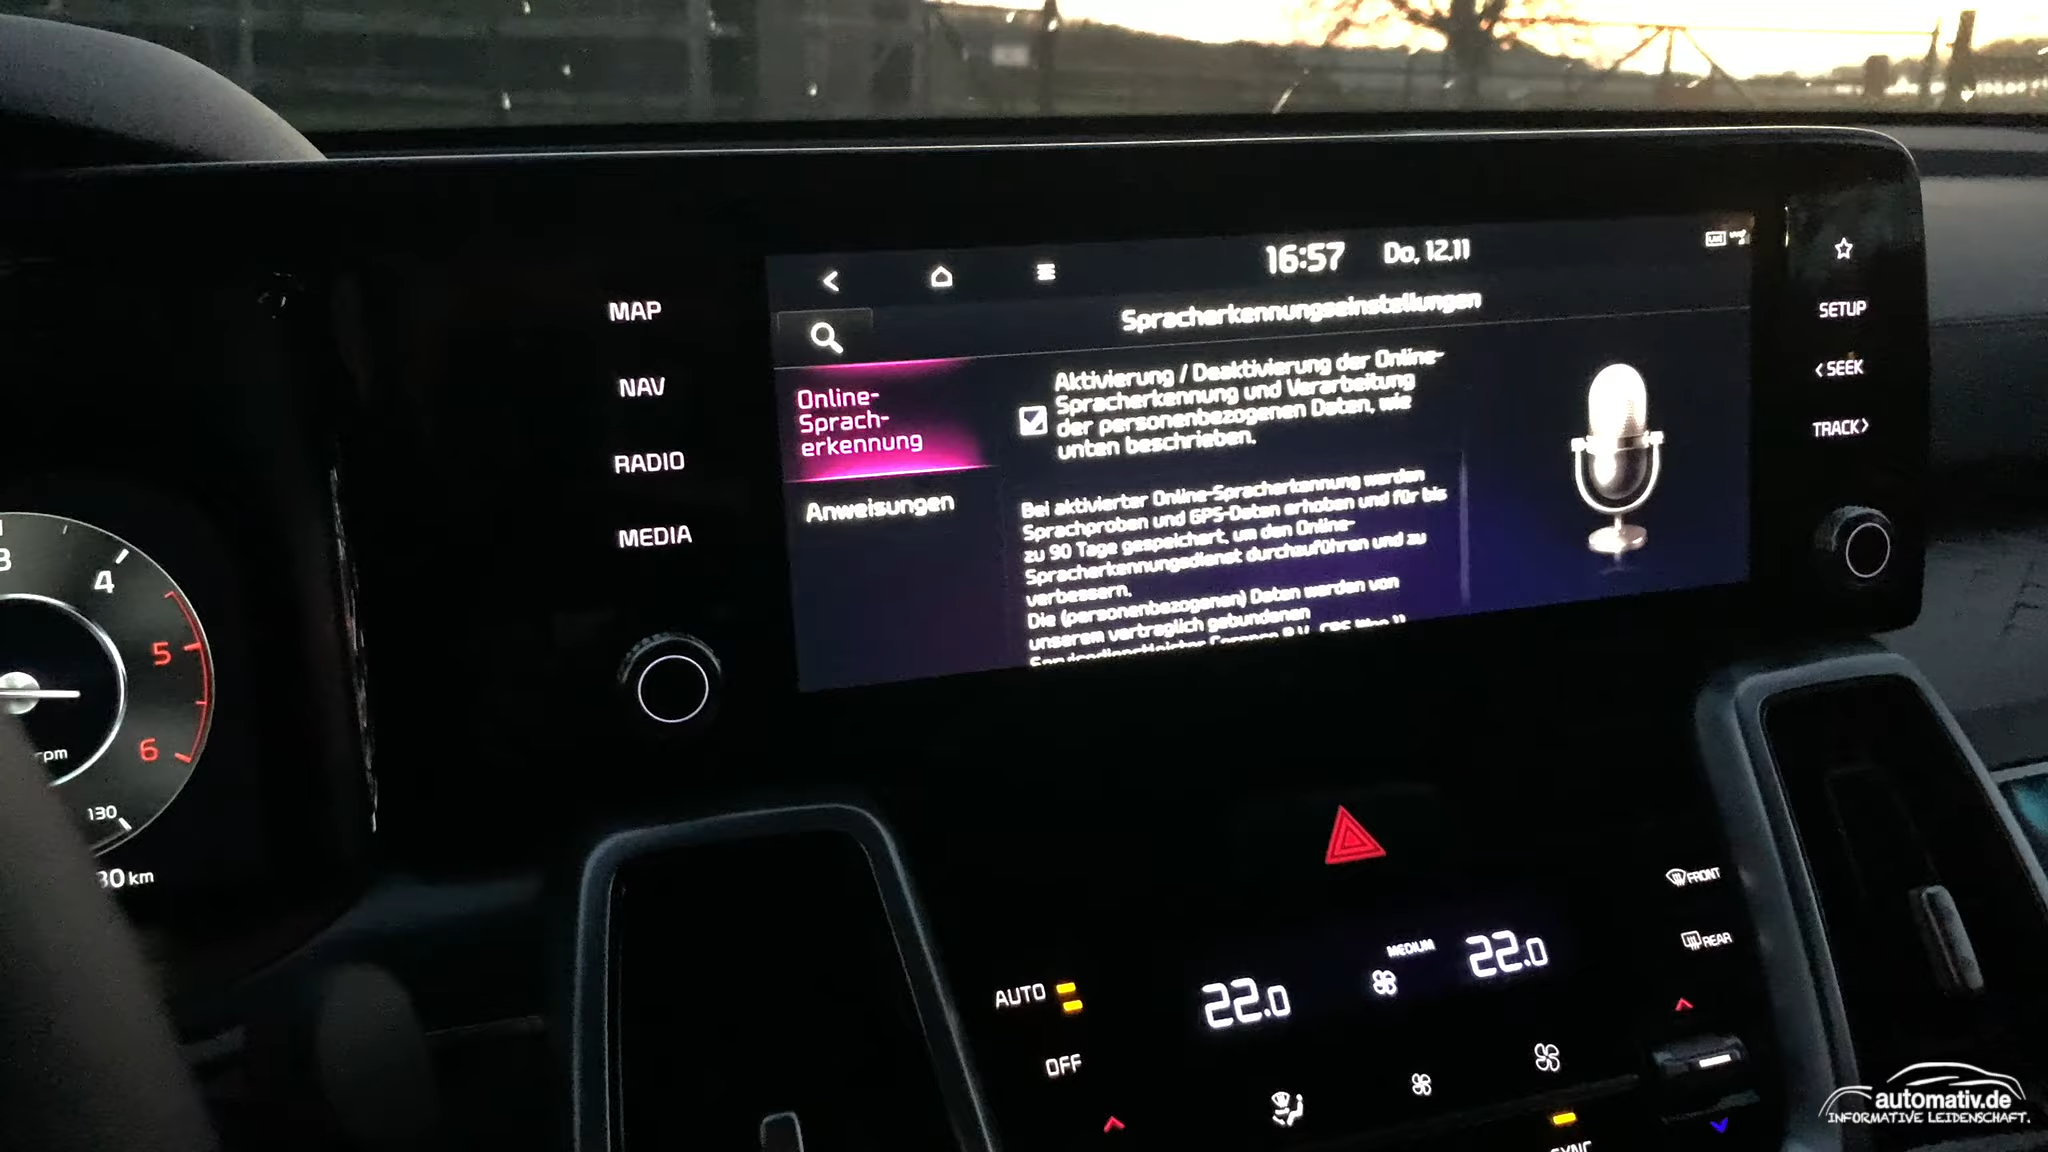 16:57 Do, 12.11
Spracherkennungseinstellungen
MAP
NAV
RADIO
MEDIA
Online-
Sprach-
erkennung
Anweisungen
Aktivierung / Deaktivierung der Online-
Spracherkennung und Verarbeitung
der personenbezogenen Daten, wie
unten beschrieben.
Bei aktivierter Online-Spracherkennung werden
Sprachproben und GPS-Daten erhoben und für bis
zu 90 Tage gespeichert, um den Online-
Spracherkennungsdienst durchzuführen und zu
verbessern.
Die (personenbezogenen) Daten werden von
unserem vertraglich gebundenen
SETUP
< SEEK
TRACK>
3
4
5
6
rpm
130
30 km
FRONT
REAR
MEDIUM
22.0
22.0
AUTO
OFF
SYNC
automativ.de
INFORMATIVE LEIDENSCHAFT.